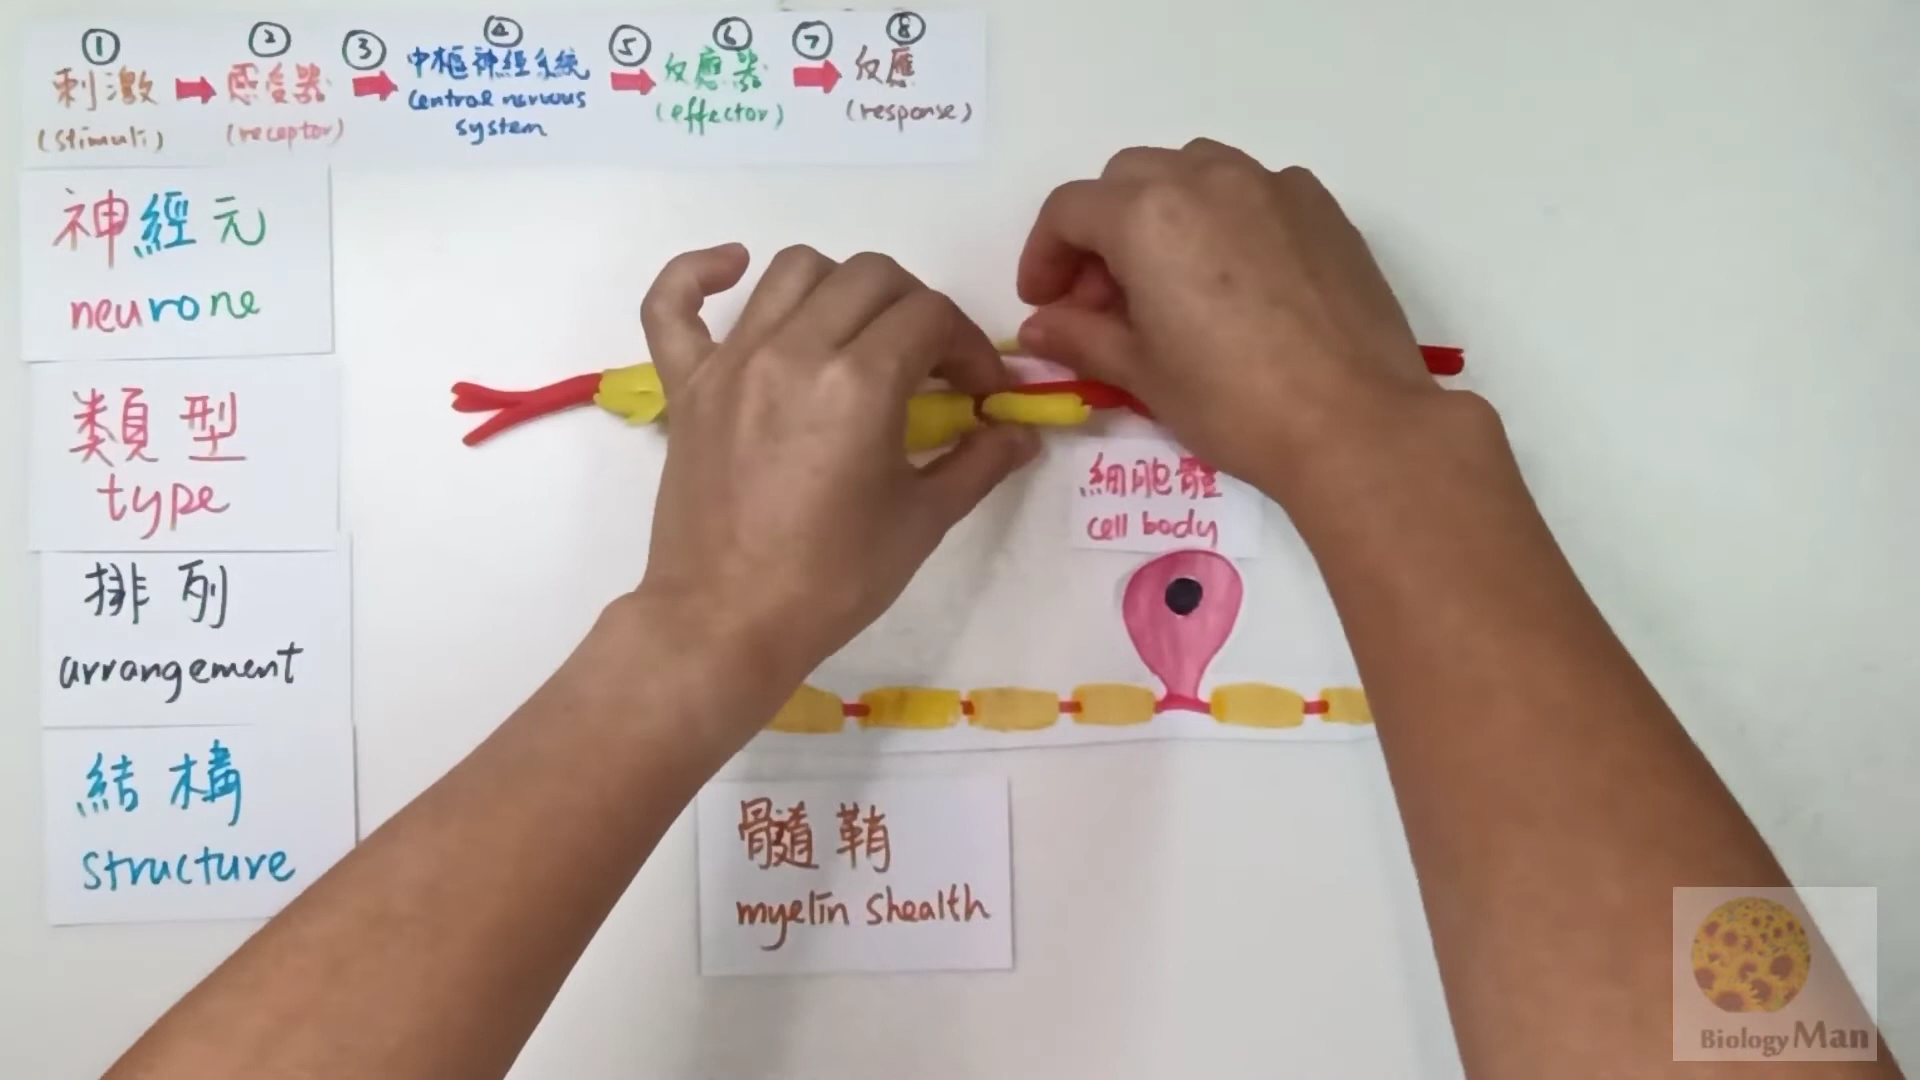 ① ② ③ ④ ⑤ ⑥ ⑦ ⑧
刺激 感受器 中樞神經系統 反應器 反應
(stimuli) (receptor) central nervous (effector) (response)
system
神經元
neurone
類型
type
排列
arrangement
結構
structure
細胞體
cell body
髓鞘
myelin shealth
Biology Man